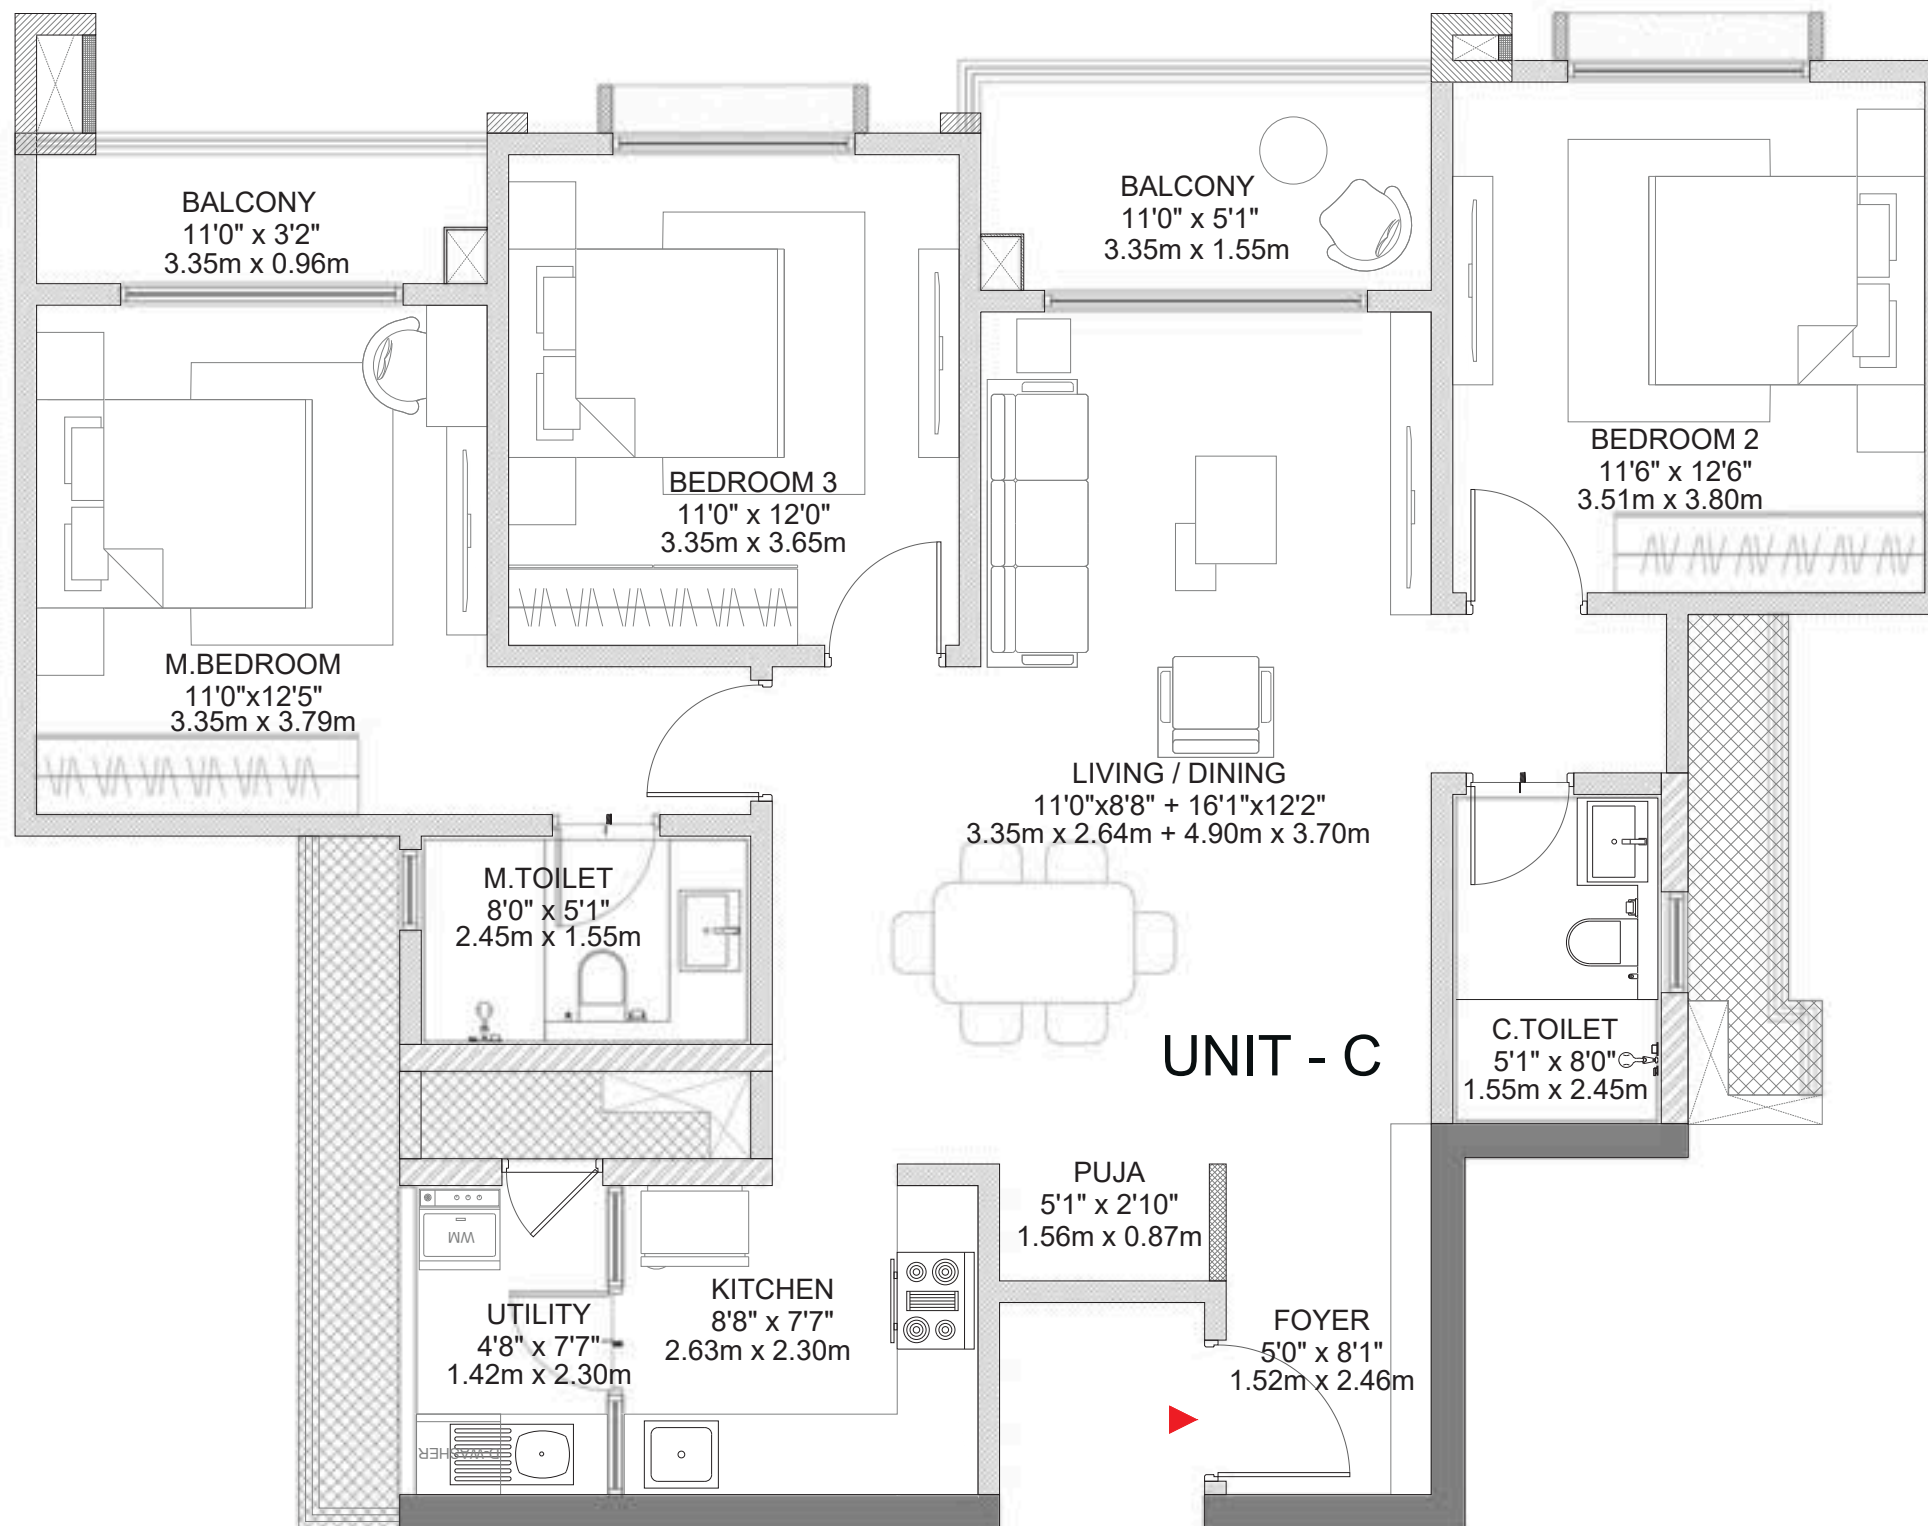 BALCONY
11'0" x 3'2"
3.35m x 0.96m
BALCONY
11'0" x 5'1"
3.35m x 1.55m
BEDROOM 2
11'6" x 12'6"
3.51m x 3.80m
BEDROOM 3
11'0" x 12'0"
3.35m x 3.65m
M.BEDROOM
11'0"x12'5"
3.35m x 3.79m
LIVING / DINING
11'0"x8'8" + 16'1"x12'2"
3.35m x 2.64m + 4.90m x 3.70m
M.TOILET
8'0" x 5'1"
2.45m x 1.55m
UNIT - C
C.TOILET
5'1" x 8'0"
1.55m x 2.45m
PUJA
5'1" x 2'10"
1.56m x 0.87m
WM
KITCHEN
8'8" x 7'7"
2.63m x 2.30m
UTILITY
4'8" x 7'7"
1.42m x 2.30m
FOYER
5'0" x 8'1"
1.52m x 2.46m
D-WASHER